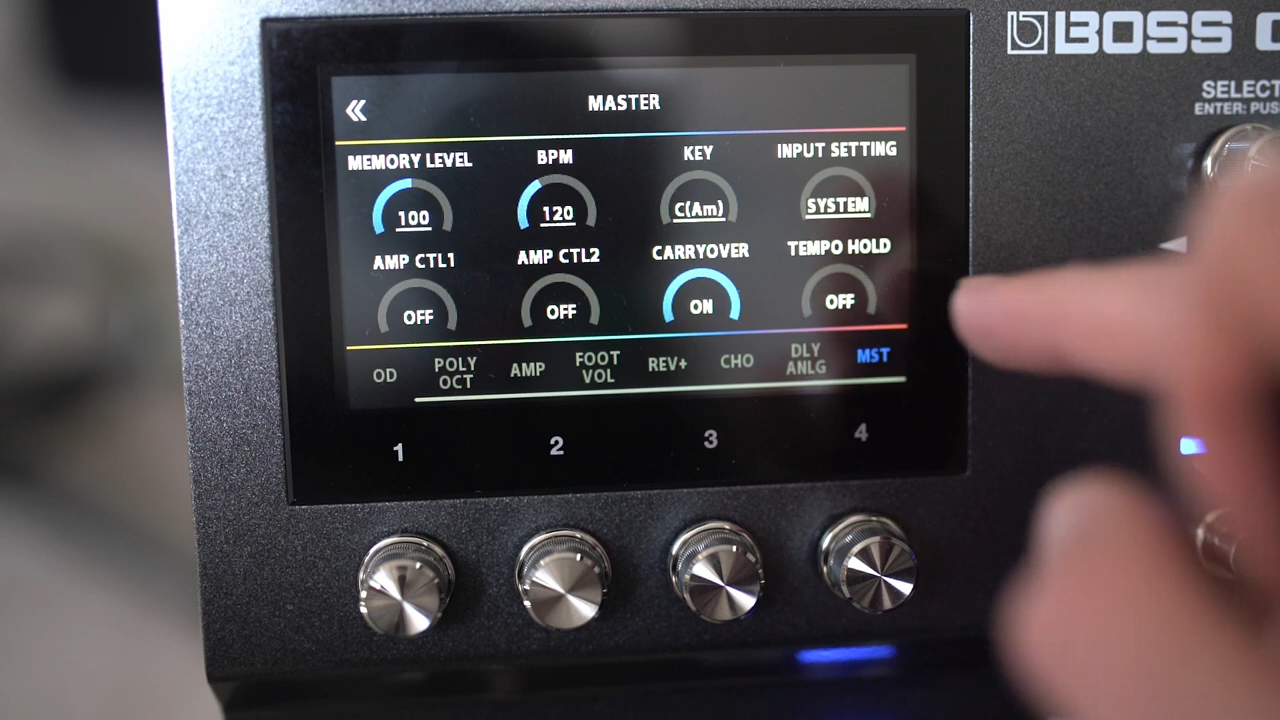 BOSS
SELECT
MASTER
MEMORY LEVEL
BPM
KEY
INPUT SETTING
100
120
C(Am)
SYSTEM
AMP CTL1
AMP CTL2
CARRYOVER
TEMPO HOLD
OFF
OFF
ON
OFF
OD
POLY
OCT
AMP
FOOT
VOL
REV+
CHO
DLY
ANLG
MST
1
2
3
4
ENTER: